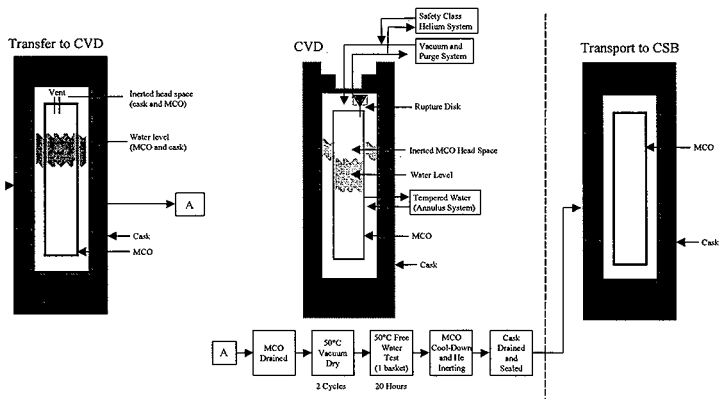 Transfer to CVD
Vent
Inerted head space
(cask and MCO)
Water level
(MCO and cask)
A
Cask
MCO
CVD
Safety Class
Helium System
Vacuum and
Purge System
Rupture Disk
Inerted MCO Head Space
Water Level
Tempered Water
(Annulus System)
MCO
Cask
Transport to CSB
MCO
Cask
A
MCO
Drained
50°C
Vacuum
Dry
2 Cycles
50°C Free
Water
Test
(1 basket)
20 Hours
MCO
Cool-Down
and He
Inerting
Cask
Drained
and
Sealed